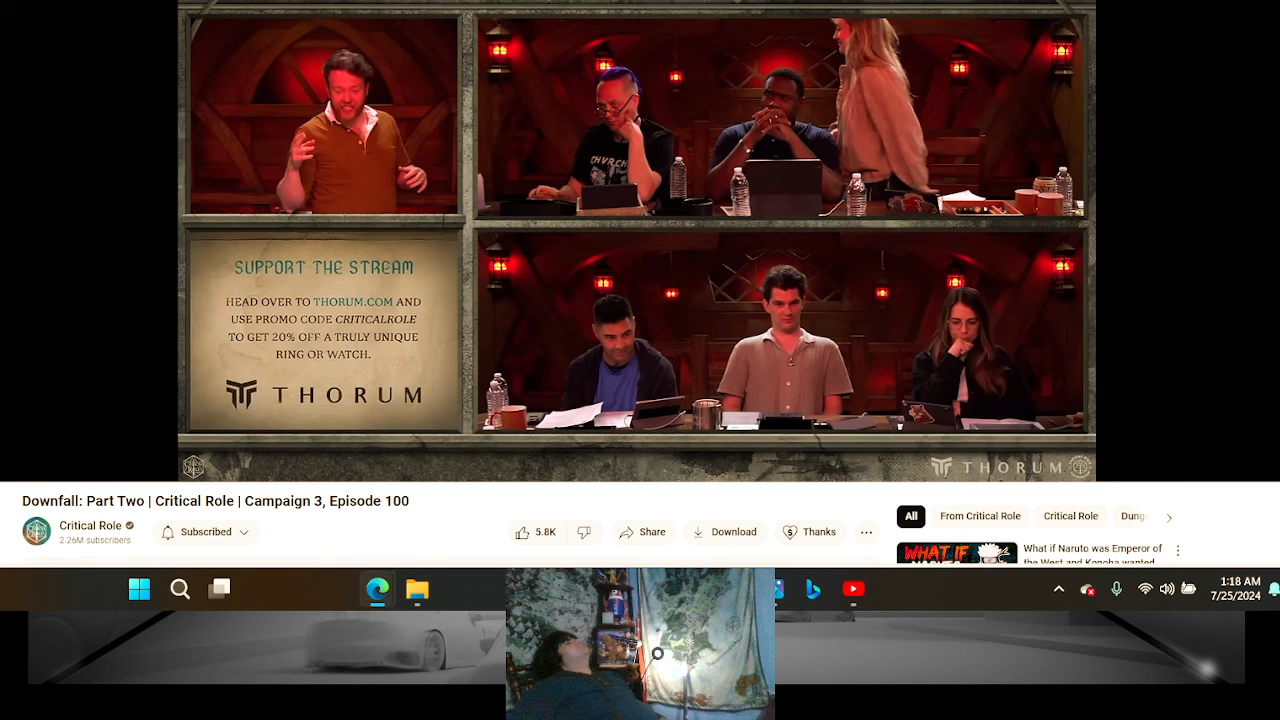 CHVRCH
SUPPORT THE STREAM
HEAD OVER TO THORUM.COM AND
USE PROMO CODE CRITICALROLE
TO GET 20% OFF A TRULY UNIQUE
RING OR WATCH.
THORUM
THORUM
Downfall: Part Two | Critical Role | Campaign 3, Episode 100
Critical Role
2.26M subscribers
Subscribed
5.8K
Share
Download
Thanks
All
From Critical Role
Critical Role
Dung
WHAT IF
What if Naruto was Emperor of
the West and Konoha wanted
1:18 AM
7/25/2024